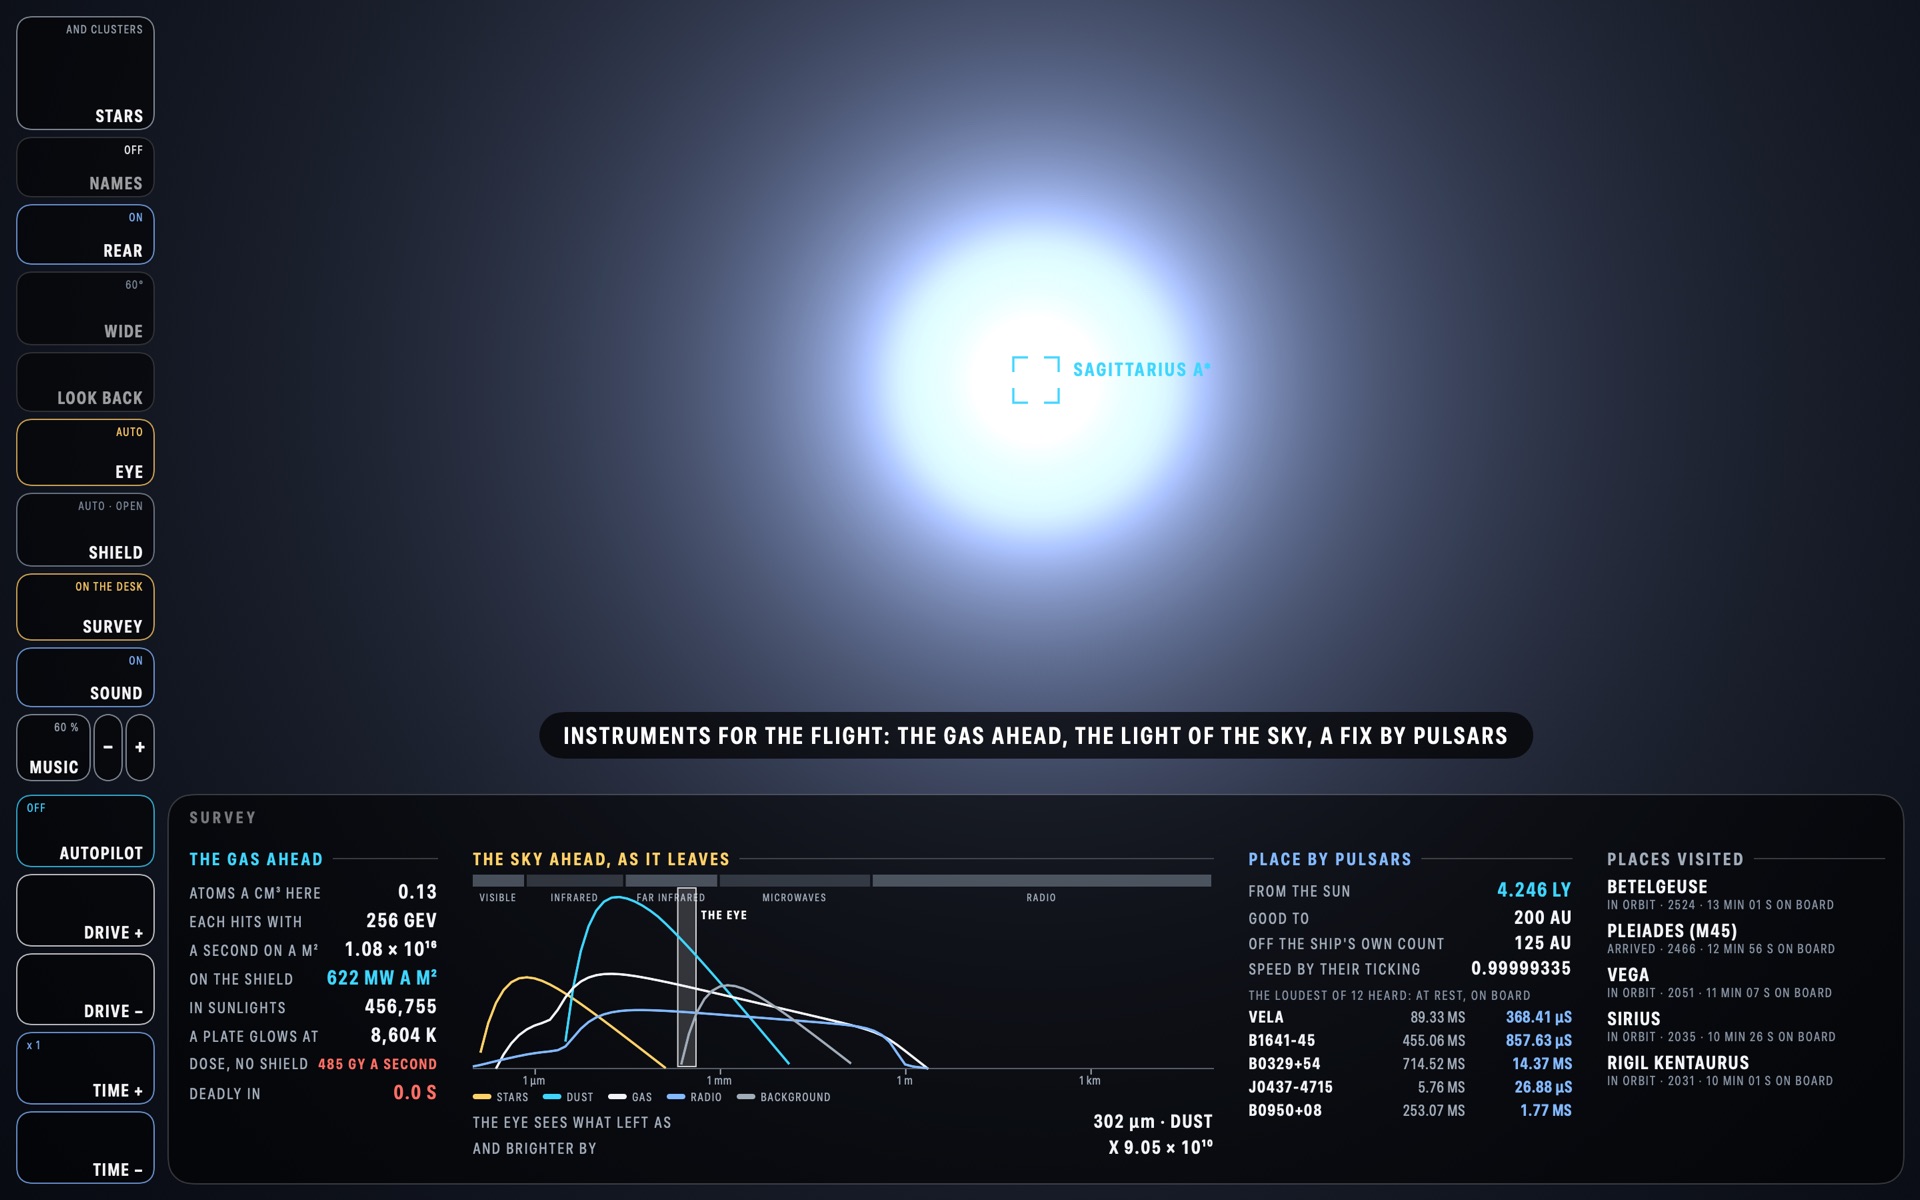 AND CLUSTERS
STARS
OFF
NAMES
ON
REAR
60°
WIDE
LOOK BACK
AUTO
EYE
AUTO · OPEN
SHIELD
ON THE DESK
SURVEY
ON
SOUND
60 %
MUSIC
−
+
OFF
AUTOPILOT
DRIVE +
DRIVE −
x 1
TIME +
TIME −
SAGITTARIUS A*
INSTRUMENTS FOR THE FLIGHT: THE GAS AHEAD, THE LIGHT OF THE SKY, A FIX BY PULSARS
SURVEY
THE GAS AHEAD
ATOMS A CM³ HERE 0.13
EACH HITS WITH 256 GEV
A SECOND ON A M² 1.08 × 10¹⁶
ON THE SHIELD 622 MW A M²
IN SUNLIGHTS 456,755
A PLATE GLOWS AT 8,604 K
DOSE, NO SHIELD 485 GY A SECOND
DEADLY IN 0.0 S
THE SKY AHEAD, AS IT LEAVES
VISIBLE INFRARED FAR INFRARED MICROWAVES RADIO
THE EYE
1 µm 1 mm 1 m 1 km
STARS DUST GAS RADIO BACKGROUND
THE EYE SEES WHAT LEFT AS 302 µm · DUST
AND BRIGHTER BY X 9.05 × 10¹⁰
PLACE BY PULSARS
FROM THE SUN 4.246 LY
GOOD TO 200 AU
OFF THE SHIP'S OWN COUNT 125 AU
SPEED BY THEIR TICKING 0.99999335
THE LOUDEST OF 12 HEARD: AT REST, ON BOARD
VELA 89.33 MS 368.41 µS
B1641-45 455.06 MS 857.63 µS
B0329+54 714.52 MS 14.37 MS
J0437-4715 5.76 MS 26.88 µS
B0950+08 253.07 MS 1.77 MS
PLACES VISITED
BETELGEUSE
IN ORBIT · 2524 · 13 MIN 01 S ON BOARD
PLEIADES (M45)
ARRIVED · 2466 · 12 MIN 56 S ON BOARD
VEGA
IN ORBIT · 2051 · 11 MIN 07 S ON BOARD
SIRIUS
IN ORBIT · 2035 · 10 MIN 26 S ON BOARD
RIGIL KENTAURUS
IN ORBIT · 2031 · 10 MIN 01 S ON BOARD